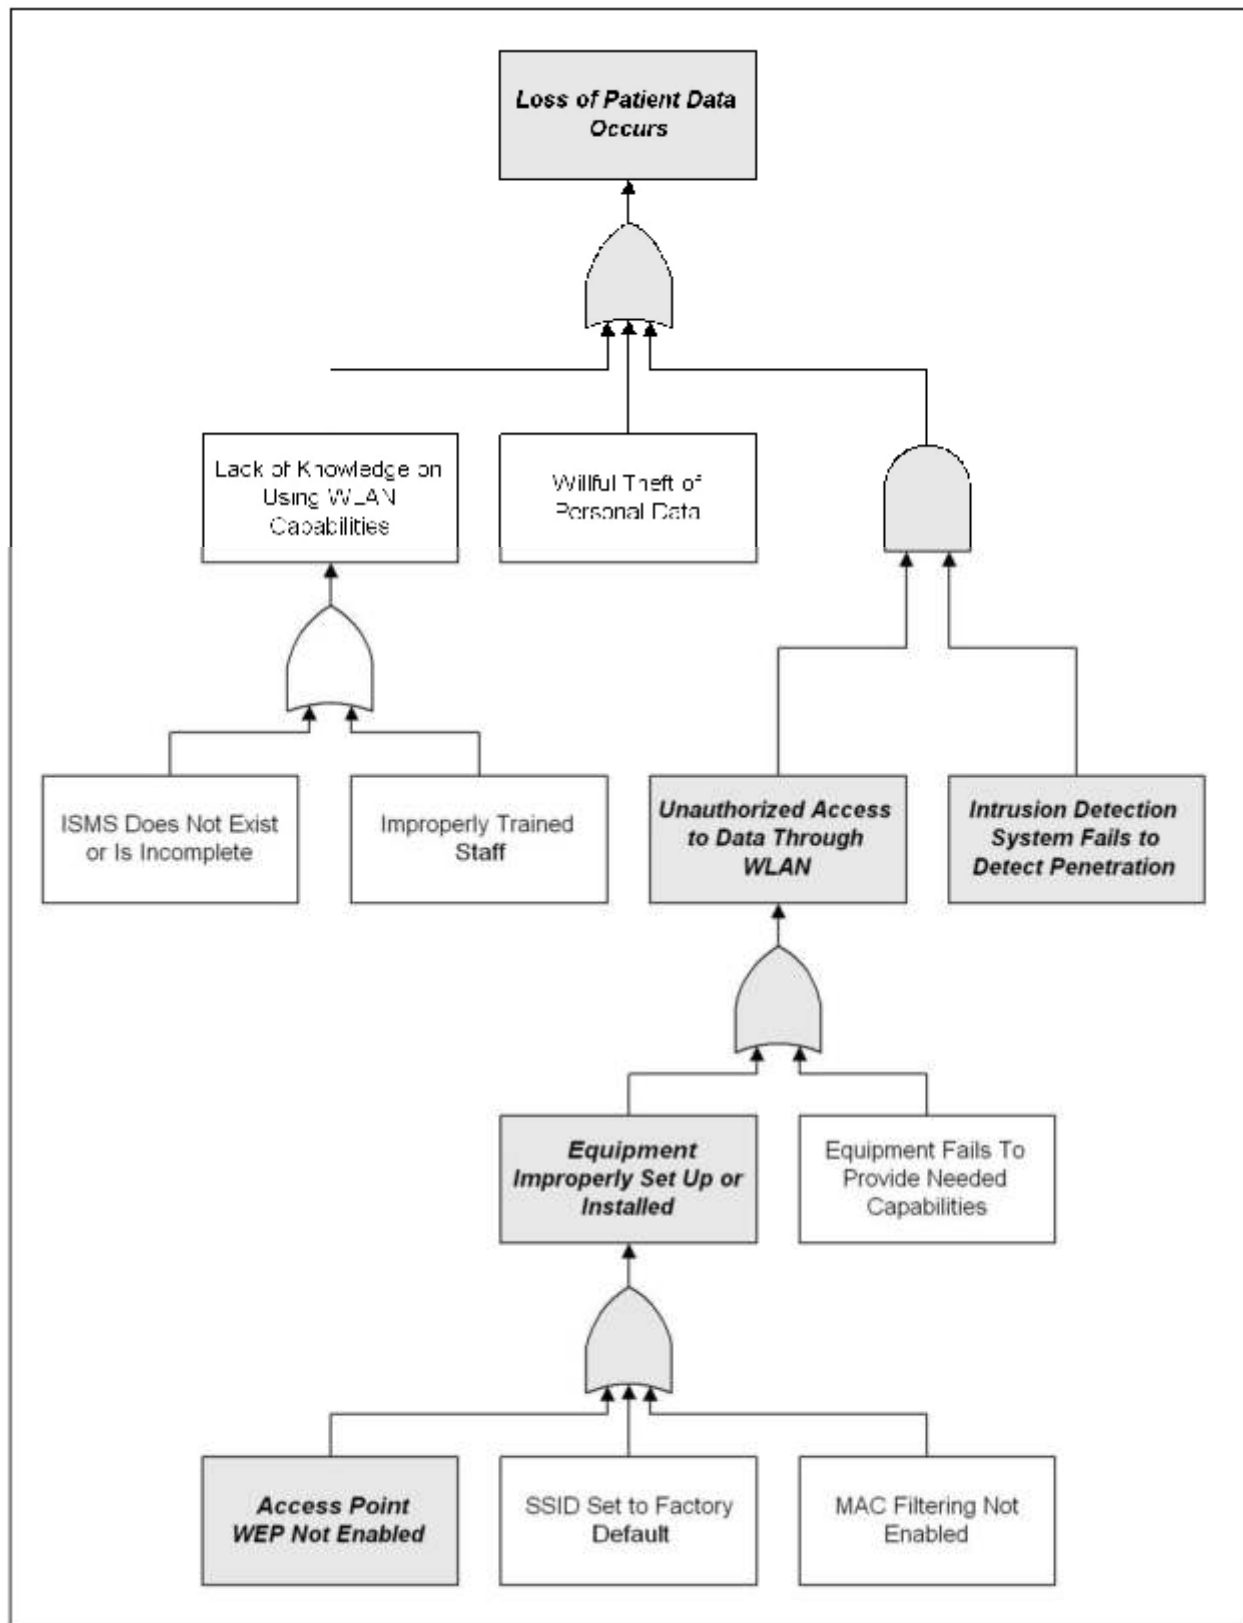 Loss of Patient Data
Occurs
Lack of Knowledge on
Using WLAN
Capabilities
Willful Theft of
Personal Data
ISMS Does Not Exist
or Is Incomplete
Improperly Trained
Staff
Unauthorized Access
to Data Through
WLAN
Intrusion Detection
System Fails to
Detect Penetration
Equipment
Improperly Set Up or
Installed
Equipment Fails To
Provide Needed
Capabilities
Access Point
WEP Not Enabled
SSID Set to Factory
Default
MAC Filtering Not
Enabled